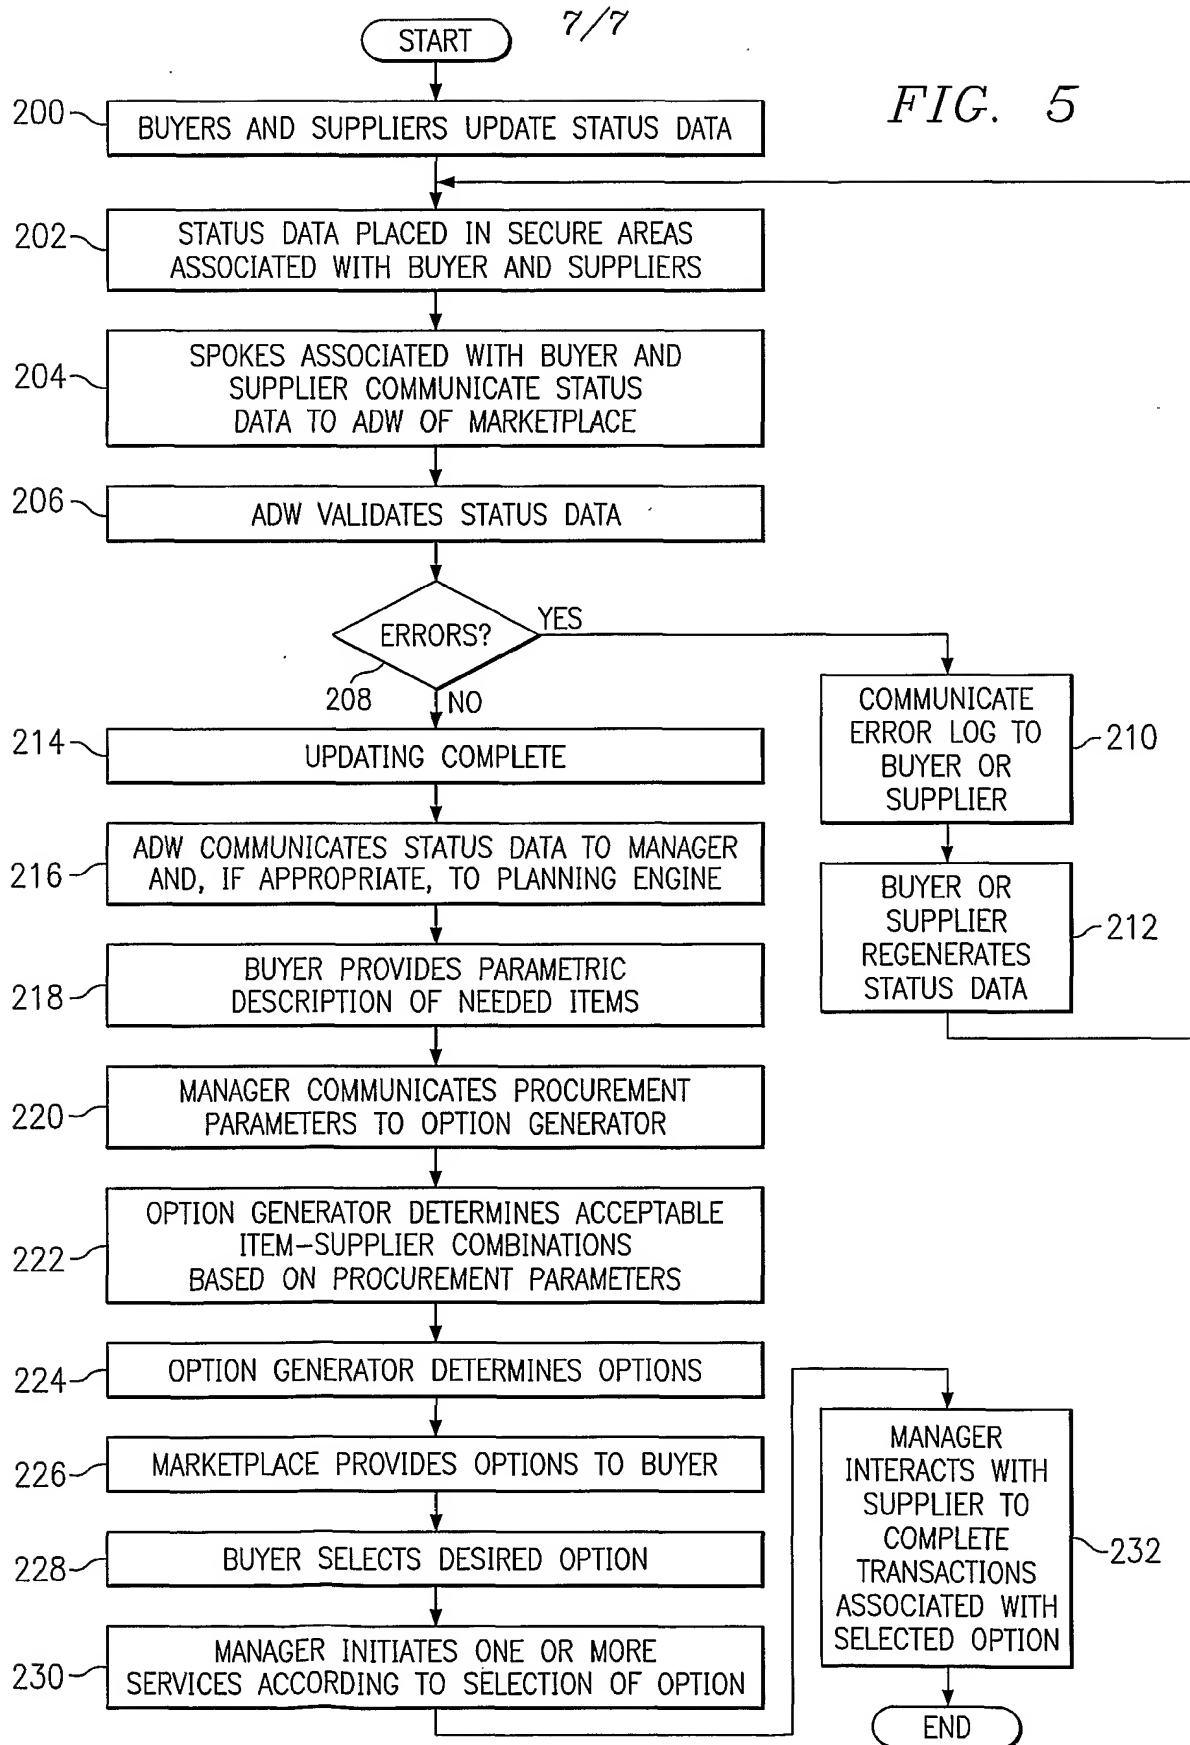 7/7
FIG. 5
START
200
BUYERS AND SUPPLIERS UPDATE STATUS DATA
202
STATUS DATA PLACED IN SECURE AREAS
ASSOCIATED WITH BUYER AND SUPPLIERS
204
SPOKES ASSOCIATED WITH BUYER AND
SUPPLIER COMMUNICATE STATUS
DATA TO ADW OF MARKETPLACE
206
ADW VALIDATES STATUS DATA
ERRORS?
208
YES
NO
COMMUNICATE
ERROR LOG TO
BUYER OR
SUPPLIER
210
BUYER OR
SUPPLIER
REGENERATES
STATUS DATA
212
214
UPDATING COMPLETE
216
ADW COMMUNICATES STATUS DATA TO MANAGER
AND, IF APPROPRIATE, TO PLANNING ENGINE
218
BUYER PROVIDES PARAMETRIC
DESCRIPTION OF NEEDED ITEMS
220
MANAGER COMMUNICATES PROCUREMENT
PARAMETERS TO OPTION GENERATOR
222
OPTION GENERATOR DETERMINES ACCEPTABLE
ITEM-SUPPLIER COMBINATIONS
BASED ON PROCUREMENT PARAMETERS
224
OPTION GENERATOR DETERMINES OPTIONS
226
MARKETPLACE PROVIDES OPTIONS TO BUYER
228
BUYER SELECTS DESIRED OPTION
230
MANAGER INITIATES ONE OR MORE
SERVICES ACCORDING TO SELECTION OF OPTION
MANAGER
INTERACTS WITH
SUPPLIER TO
COMPLETE
TRANSACTIONS
ASSOCIATED WITH
SELECTED OPTION
232
END